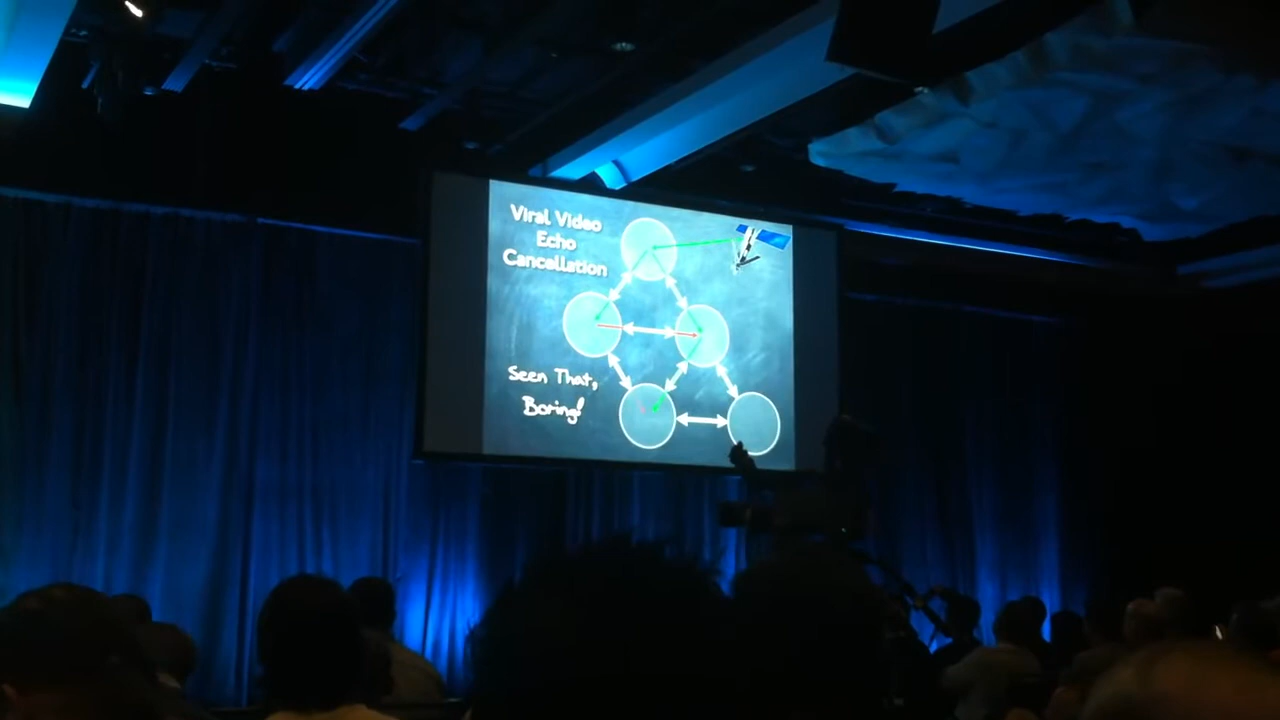 Viral Video
Echo
Cancellation
Seen That,
Boring!